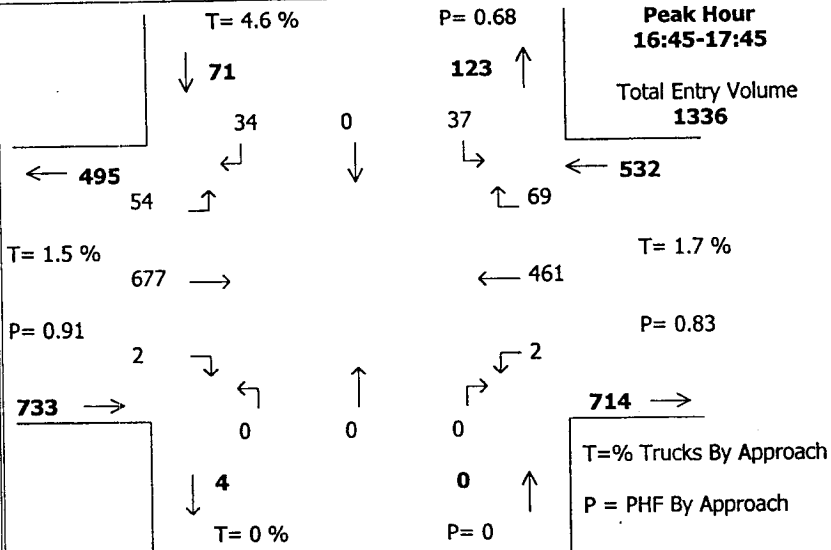 T= 4.6 %
P= 0.68
Peak Hour
16:45-17:45
71
123
Total Entry Volume
1336
34
0
37
495
532
54
69
T= 1.5 %
T= 1.7 %
677
461
P= 0.91
P= 0.83
2
2
733
714
0
0
0
T=% Trucks By Approach
4
0
P = PHF By Approach
T= 0 %
P= 0